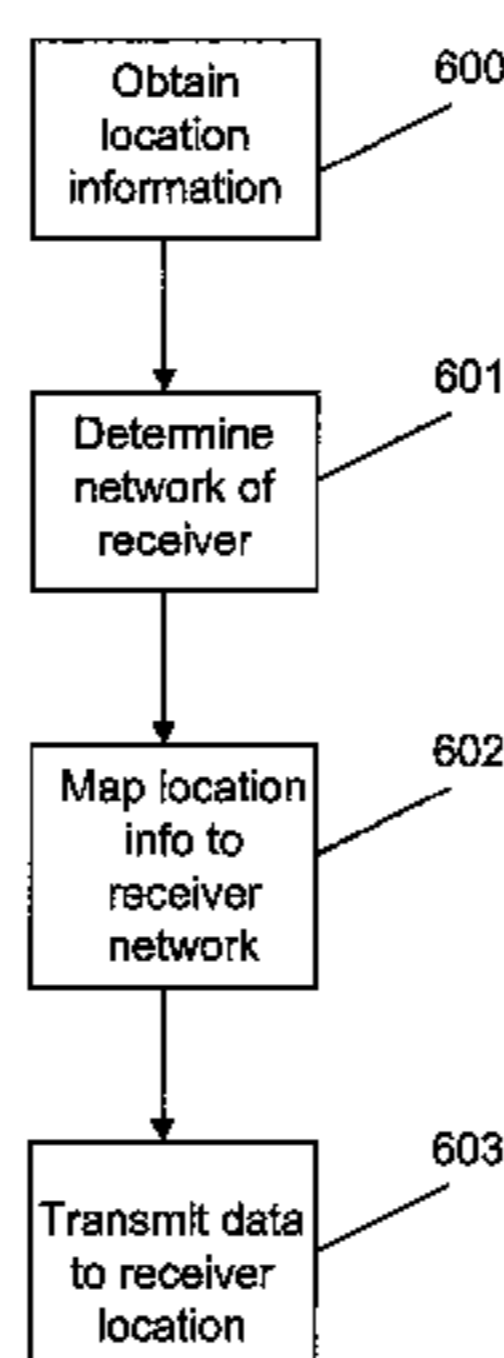 Obtain
location
information
600
Determine
network of
receiver
601
Map location
info to
receiver
network
602
Transmit data
to receiver
location
603